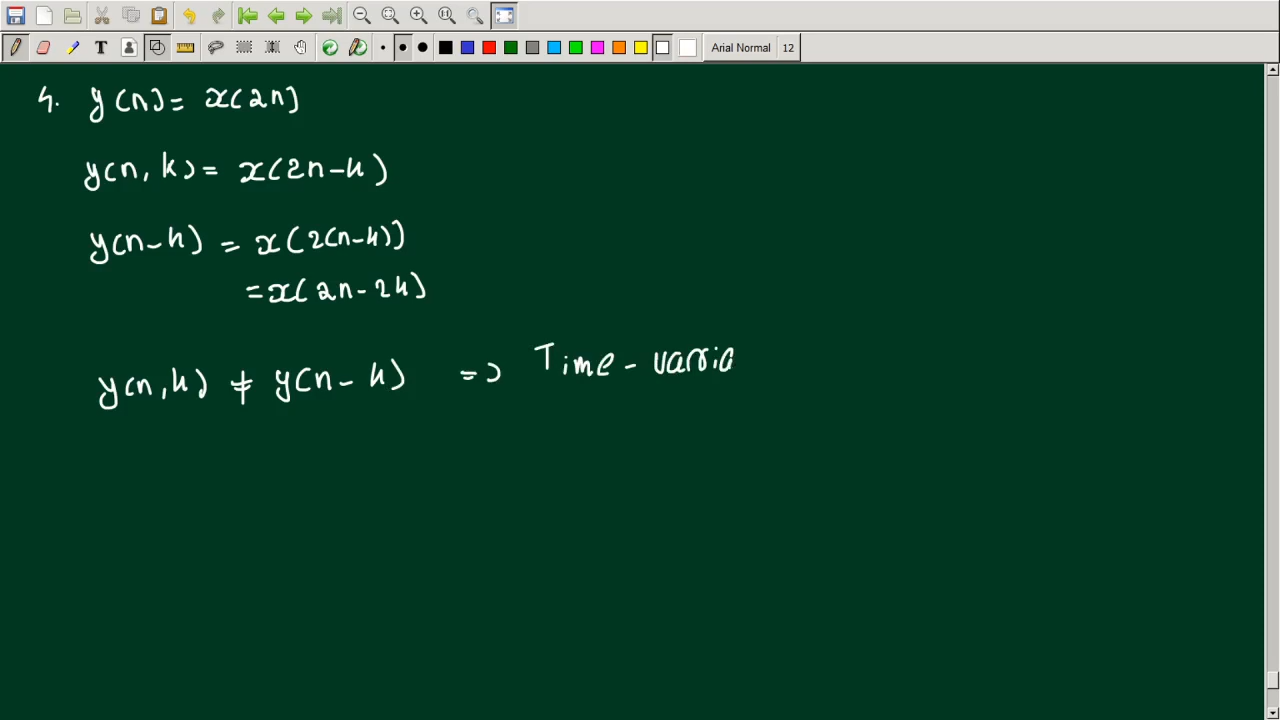 Arial Normal 12
4. y(n) = x(2n)
y(n, k) = x(2n-k)
y(n-k) = x(2(n-k))
= x(2n-2k)
y(n,k) ≠ y(n-k) => Time-varia